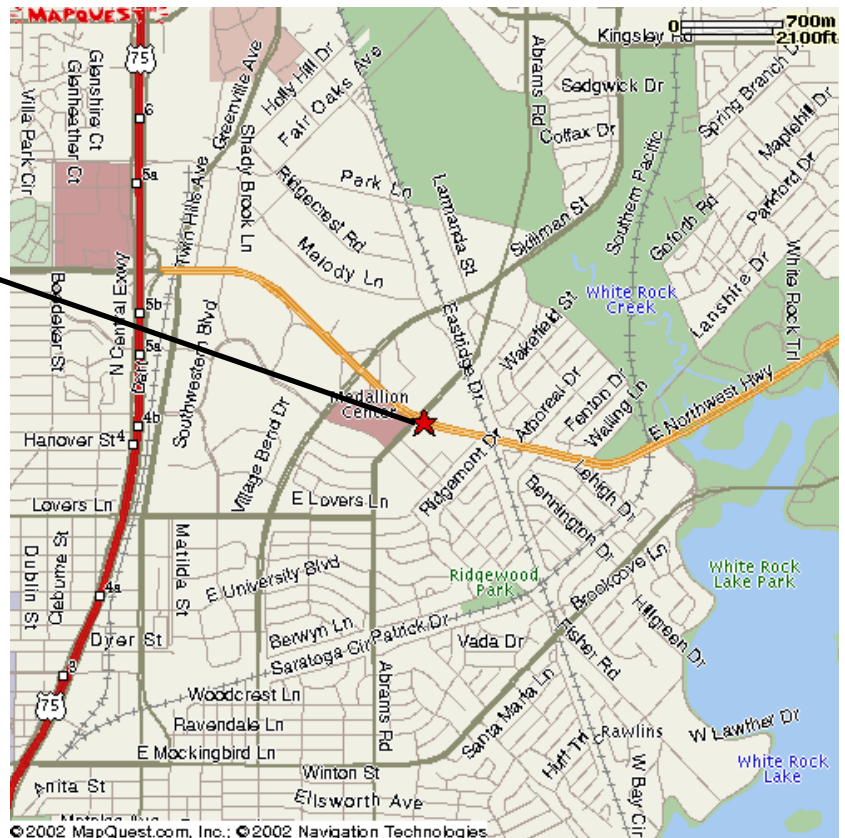 MAPQUEST
0 700m
2100ft
Kingsley Rd
75
Glenshire Ct
Glenheather Ct
Villa Park Cir
Greenville Ave
Holly Hill Dr
Fair Oaks Ave
Abrams Rd
Sedgwick Dr
Spring Branch Dr
Maplehill Dr
6
Coffax Dr
Shady Brook Ln
Park Ln
Ridgecrest Rd
Larmanda St
Skillman St
Southern Pacific
Goforth Rd
Parkford Dr
5a
Twin Hills Ave
Melody Ln
White Rock Trl
Lanshire Dr
Boedeker St
N Central Expy
5b
White Rock
Creek
Eastridge Dr
Wakefield St
5a
Dart
Southwestern Blvd
Medallion
Center
Arboreal Dr
Fenton Dr
Walling Ln
E Northwest Hwy
4b
Hanover St
4
Village Bend Dr
Ridgemont Dr
Lehigh Dr
Bennington Dr
E Lovers Ln
Lovers Ln
Dublin St
Cleburne St
Matilda St
E University Blvd
Ridgewood
Park
Brookcove Ln
White Rock
Lake Park
4a
Hillgreen Dr
Dyer St
Berwyn Ln
Saratoga Cir
Patrick Dr
Vada Dr
Fisher Rd
3
Woodcrest Ln
Abrams Rd
Santa Maria Ln
75
Ravendale Ln
Rawlins
W Lawther Dr
E Mockingbird Ln
Huff Trl
W Bay Cir
White Rock
Lake
Winton St
Anita St
Ellsworth Ave
©2002 MapQuest.com, Inc.; ©2002 Navigation Technologies